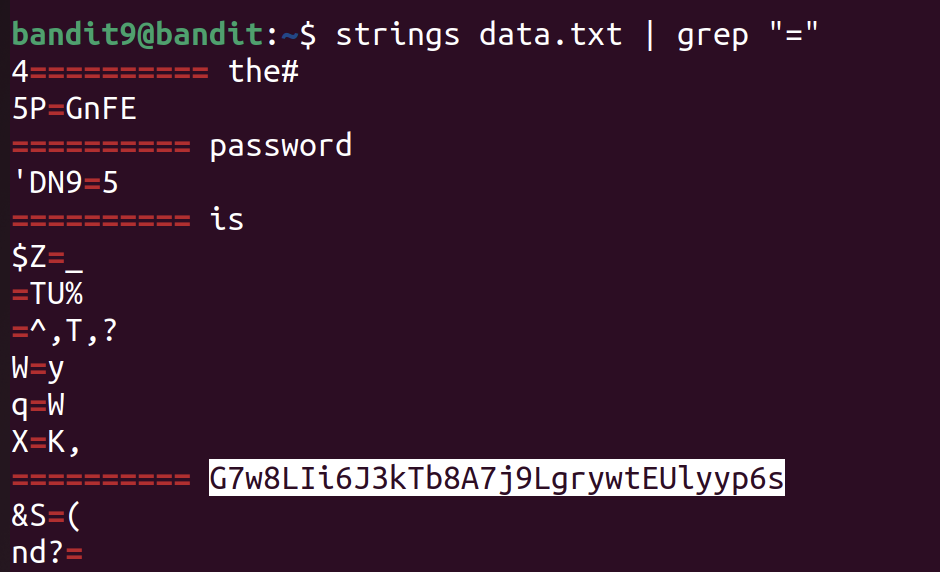 bandit9@bandit:~$ strings data.txt | grep "="
4========== the#
5P=GnFE
========== password
'DN9=5
========== is
$Z=_
=TU%
=^,T,?
W=y
q=W
X=K,
========== G7w8LIi6J3kTb8A7j9LgrywtEUlyyp6s
&S=(
nd?=